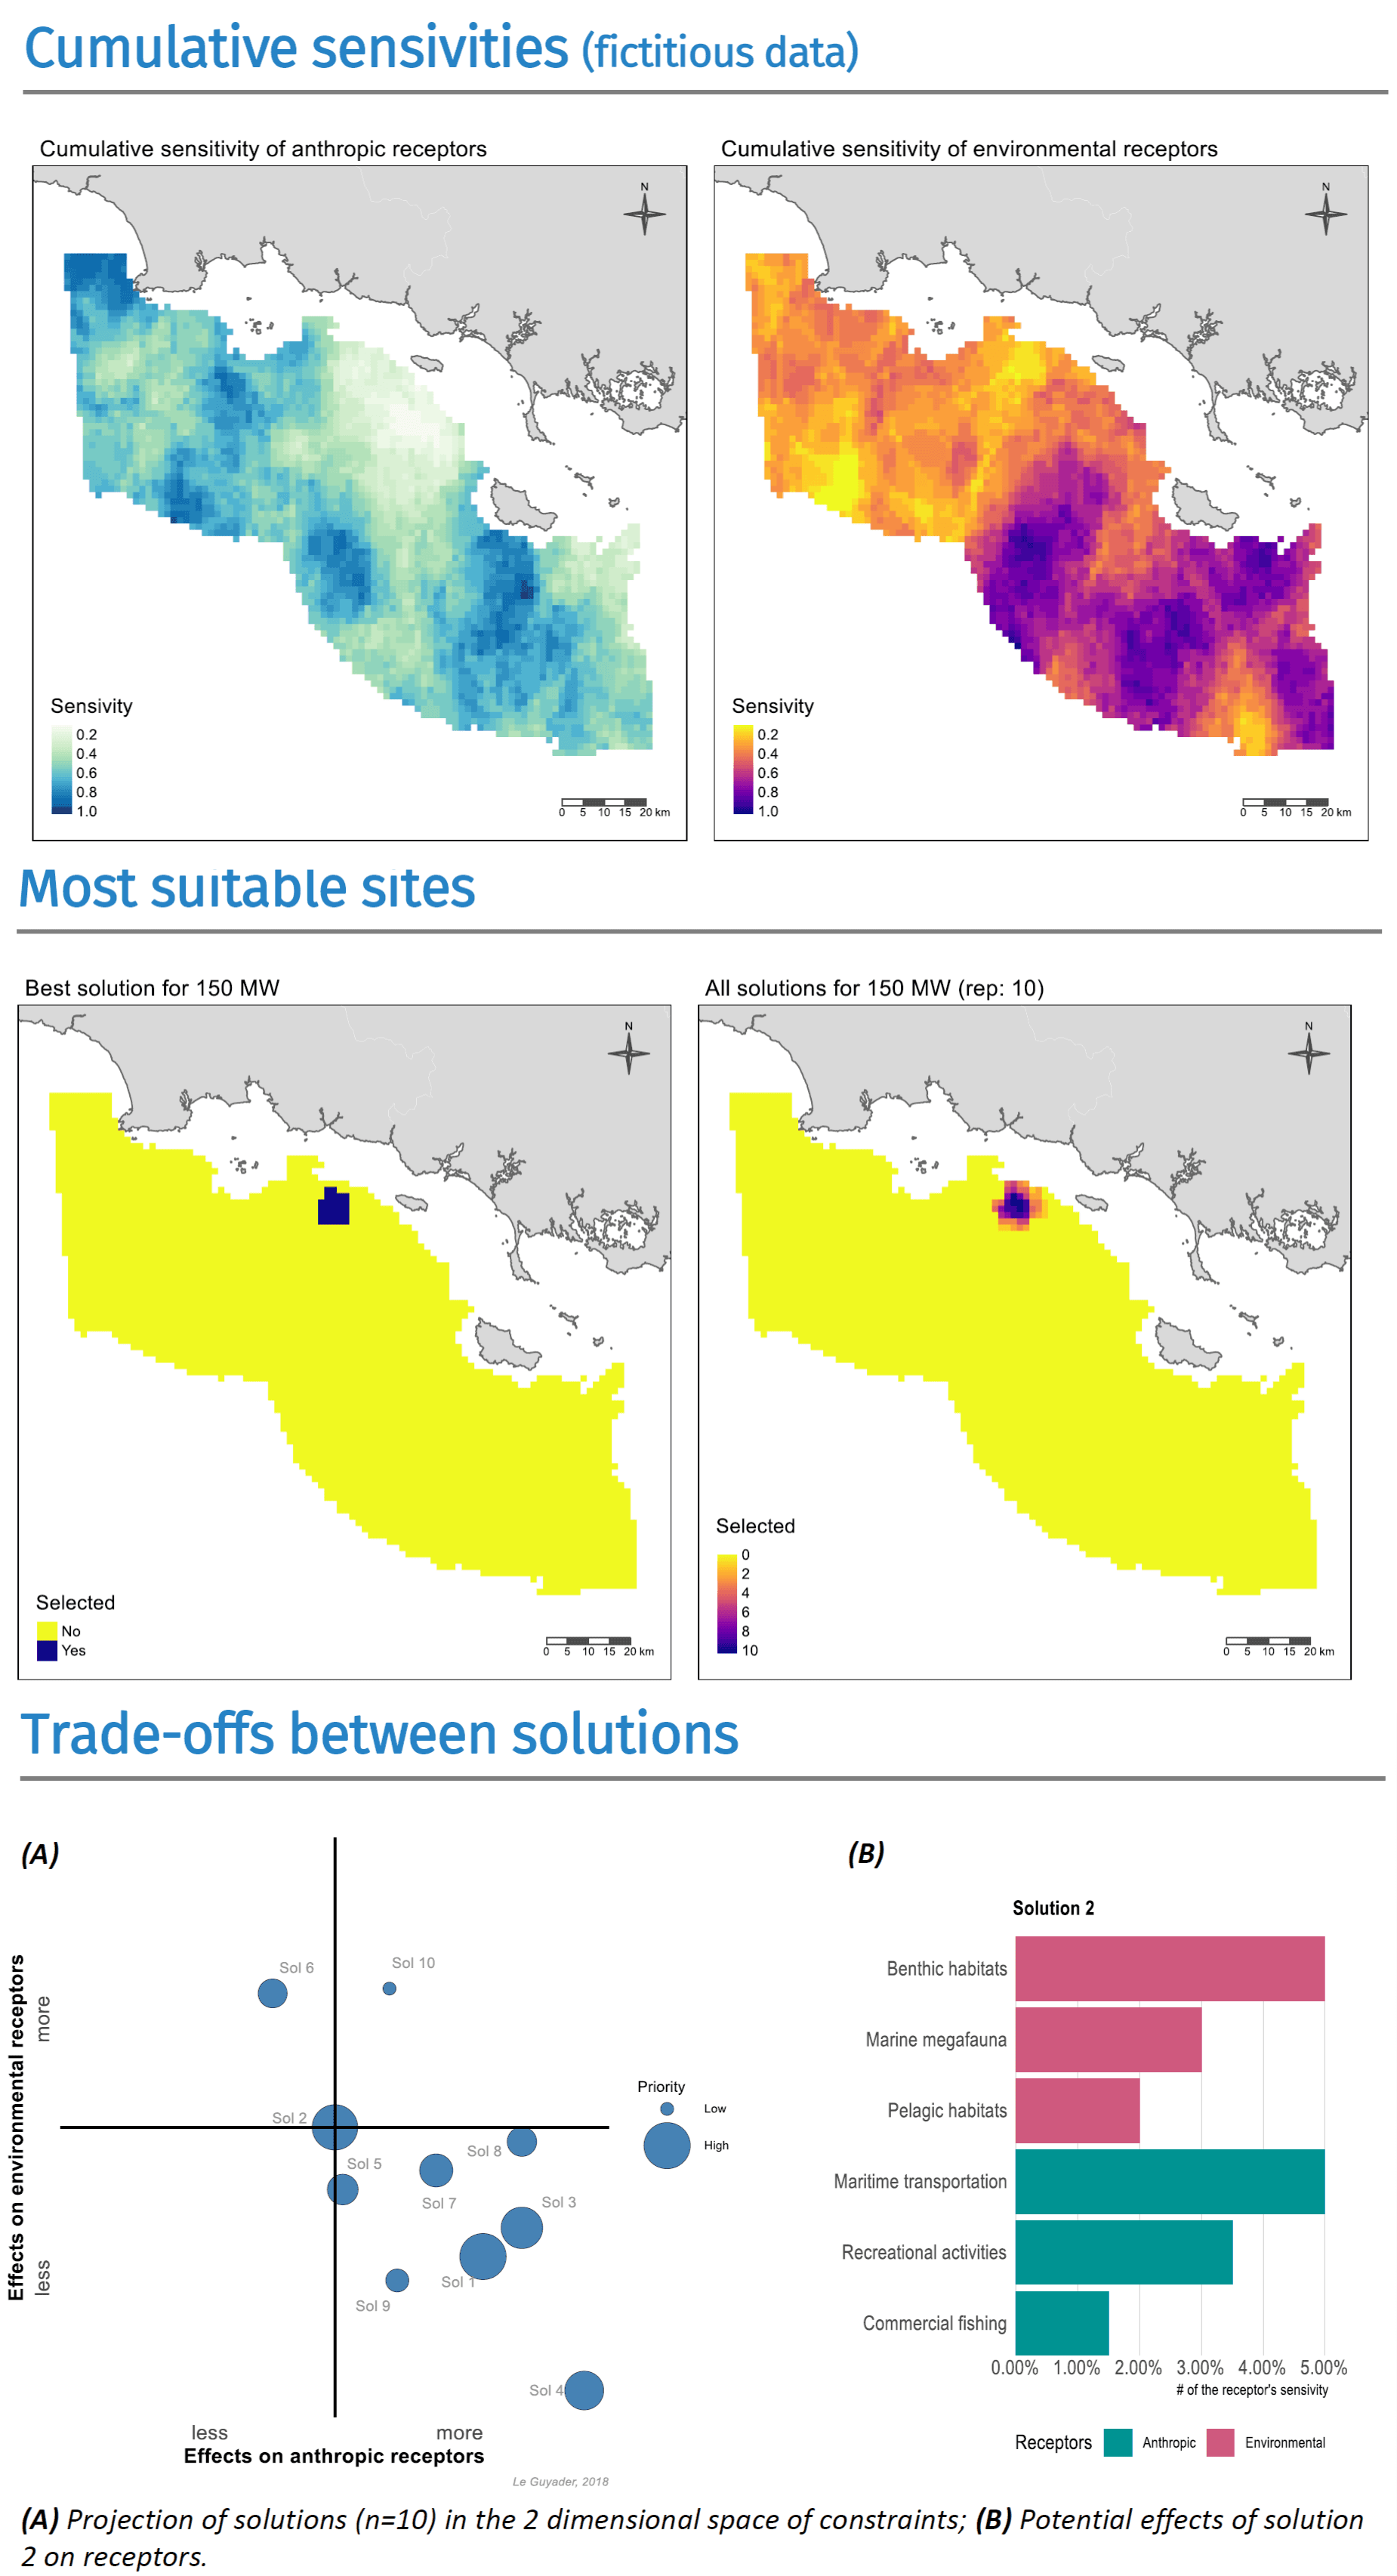 Cumulative sensivities (fictitious data)
Cumulative sensitivity of anthropic receptors
N
Sensivity
0.2
0.4
0.6
0.8
1.0
0 5 10 15 20 km
Cumulative sensitivity of environmental receptors
N
Sensivity
0.2
0.4
0.6
0.8
1.0
0 5 10 15 20 km
Most suitable sites
Best solution for 150 MW
N
Selected
No
Yes
0 5 10 15 20 km
All solutions for 150 MW (rep: 10)
N
Selected
0
2
4
6
8
10
0 5 10 15 20 km
Trade-offs between solutions
(A)
Effects on environmental receptors
more
less
Sol 6
Sol 10
Sol 2
Sol 5
Sol 8
Sol 7
Sol 3
Sol 1
Sol 9
Sol 4
Priority
Low
High
less more
Effects on anthropic receptors
Le Guyader, 2018
(B)
Solution 2
Benthic habitats
Marine megafauna
Pelagic habitats
Maritime transportation
Recreational activities
Commercial fishing
0.00% 1.00% 2.00% 3.00% 4.00% 5.00%
# of the receptor's sensivity
Receptors Anthropic Environmental
(A) Projection of solutions (n=10) in the 2 dimensional space of constraints; (B) Potential effects of solution
2 on receptors.